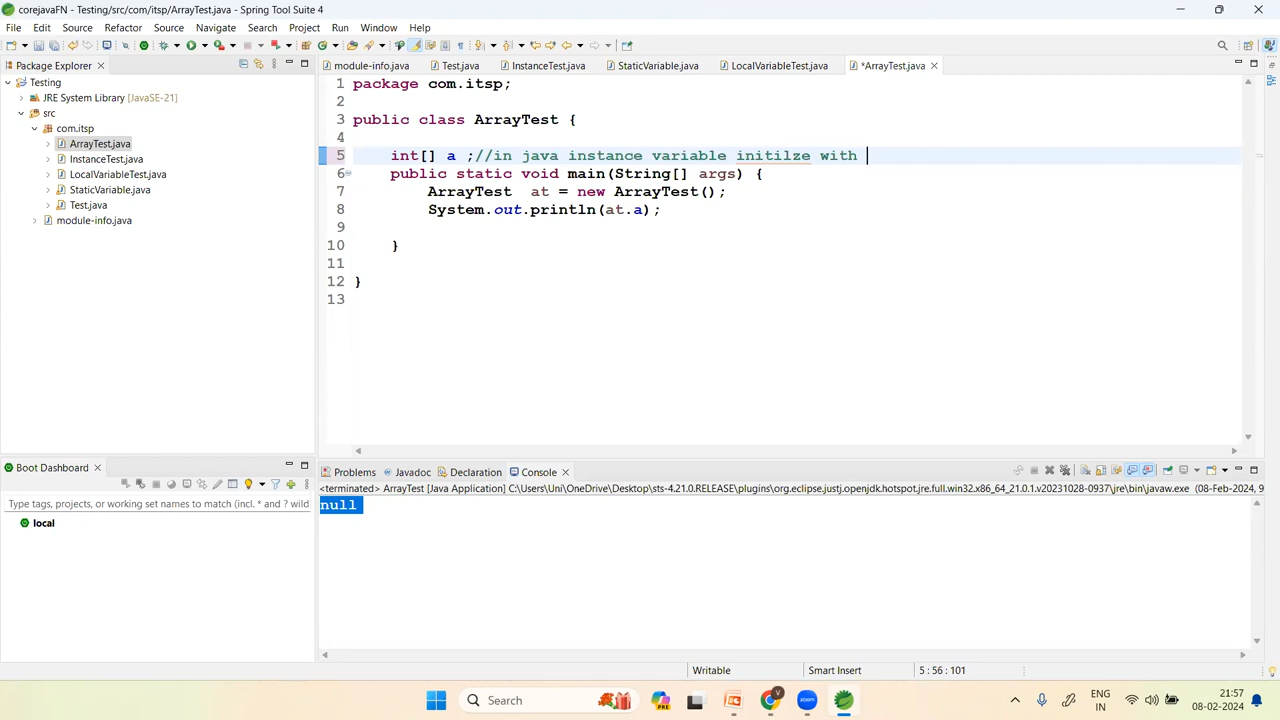 corejavaFN - Testing/src/com/itsp/ArrayTest.java - Spring Tool Suite 4
File Edit Source Refactor Source Navigate Search Project Run Window Help
Package Explorer
module-info.java Test.java InstanceTest.java StaticVariable.java LocalVariableTest.java *ArrayTest.java
Testing
JRE System Library [JavaSE-21]
src
com.itsp
ArrayTest.java
InstanceTest.java
LocalVariableTest.java
StaticVariable.java
Test.java
module-info.java
1 package com.itsp;
2
3 public class ArrayTest {
4
5 int[] a ;//in java instance variable initilze with
6 public static void main(String[] args) {
7 ArrayTest at = new ArrayTest();
8 System.out.println(at.a);
9
10 }
11
12 }
13
Boot Dashboard
Type tags, projects, or working set names to match (incl. * and ? wild
local
Problems Javadoc Declaration Console
<terminated> ArrayTest [Java Application] C:\Users\Uni\OneDrive\Desktop\sts-4.21.0.RELEASE\plugins\org.eclipse.justj.openjdk.hotspot.jre.full.win32.x86_64_21.0.1.v20231028-0937\jre\bin\javaw.exe (08-Feb-2024, 9
null
Writable Smart Insert 5 : 56 : 101
Search
PRE
V
zoom
ENG
IN
21:57
08-02-2024